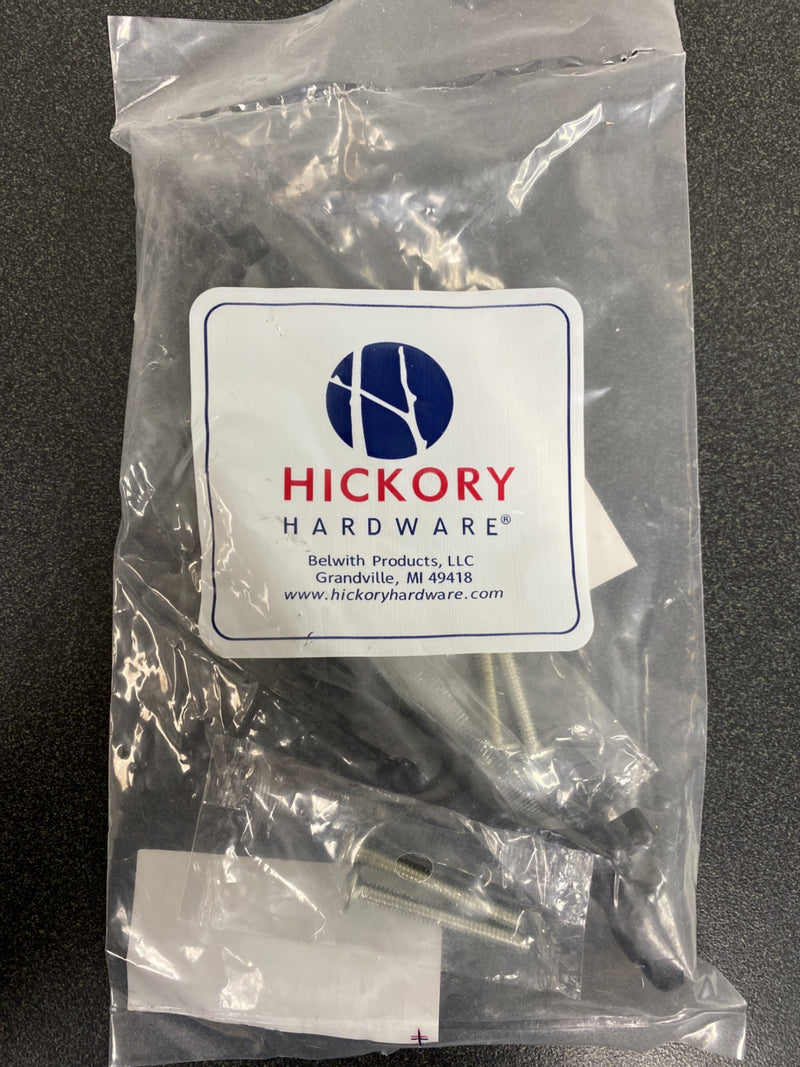 HICKORY
HARDWARE®
Belwith Products, LLC
Grandville, MI 49418
www.hickoryhardware.com